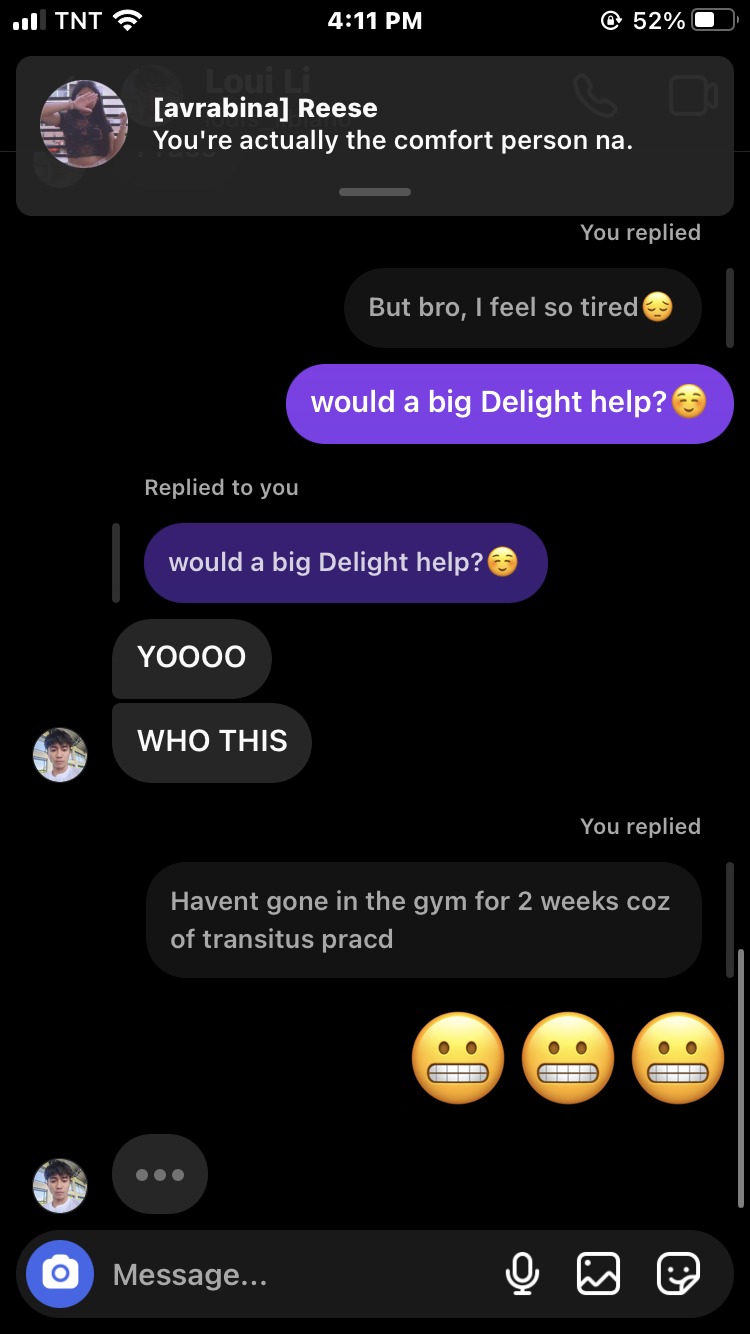 TNT 4:11 PM 52%
Loui Li
[avrabina] Reese
You're actually the comfort person na.
You replied
But bro, I feel so tired😔
would a big Delight help?☺️
Replied to you
would a big Delight help?☺️
YOOOO
WHO THIS
You replied
Havent gone in the gym for 2 weeks coz
of transitus pracd
😬😬😬
Message...